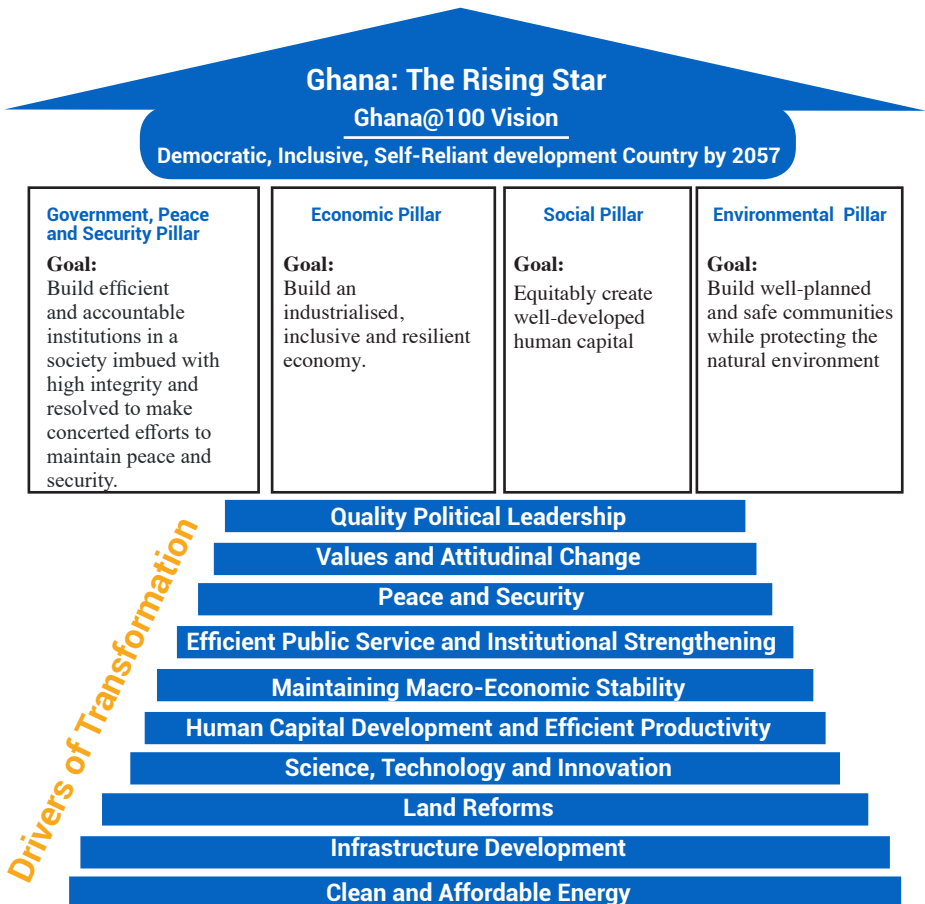 Ghana: The Rising Star
Ghana@100 Vision
Democratic, Inclusive, Self-Reliant development Country by 2057
Government, Peace
and Security Pillar
Goal:
Build efficient
and accountable
institutions in a
society imbued with
high integrity and
resolved to make
concerted efforts to
maintain peace and
security.
Economic Pillar
Goal:
Build an
industrialised,
inclusive and resilient
economy.
Social Pillar
Goal:
Equitably create
well-developed
human capital
Environmental Pillar
Goal:
Build well-planned
and safe communities
while protecting the
natural environment
Drivers of Transformation
Quality Political Leadership
Values and Attitudinal Change
Peace and Security
Efficient Public Service and Institutional Strengthening
Maintaining Macro-Economic Stability
Human Capital Development and Efficient Productivity
Science, Technology and Innovation
Land Reforms
Infrastructure Development
Clean and Affordable Energy